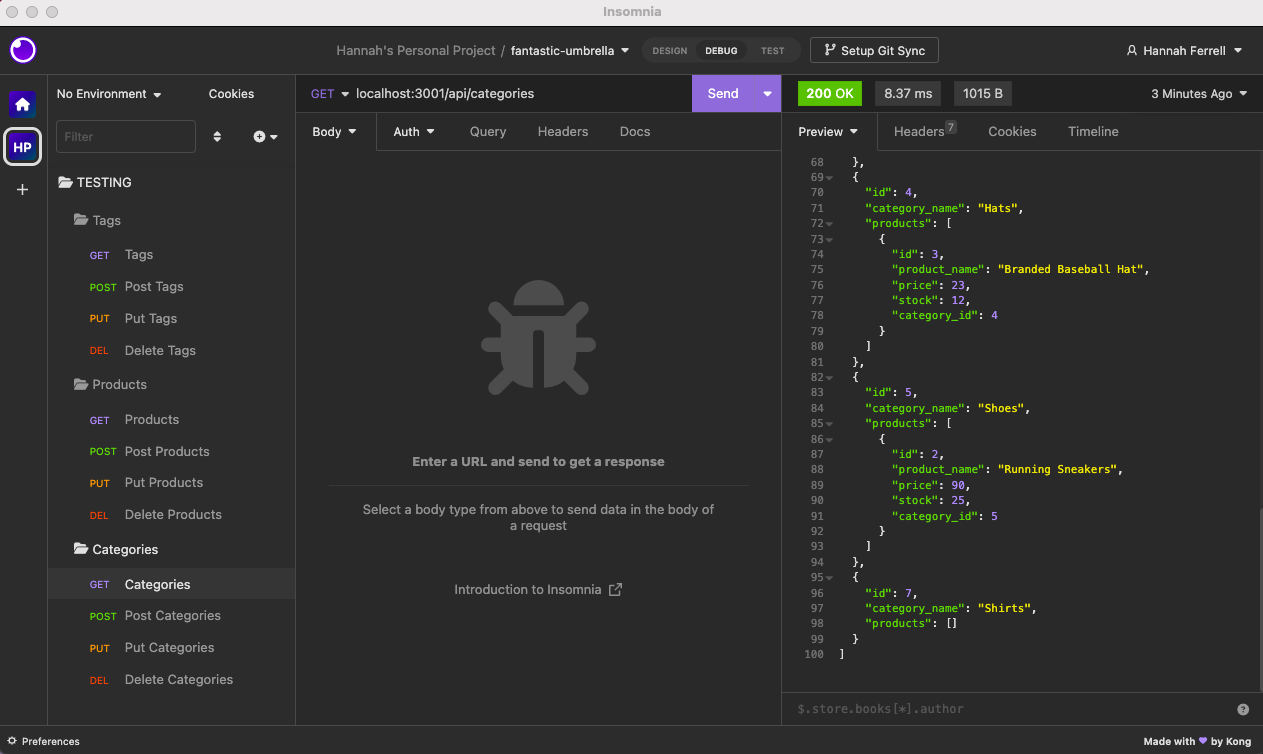 Insomnia
Hannah's Personal Project / fantastic-umbrella
DESIGN DEBUG TEST
Setup Git Sync
Hannah Ferrell
HP
No Environment
Cookies
Filter
TESTING
Tags
GET Tags
POST Post Tags
PUT Put Tags
DEL Delete Tags
Products
GET Products
POST Post Products
PUT Put Products
DEL Delete Products
Categories
GET Categories
POST Post Categories
PUT Put Categories
DEL Delete Categories
GET localhost:3001/api/categories
Send
Body Auth Query Headers Docs
Enter a URL and send to get a response
Select a body type from above to send data in the body of
a request
Introduction to Insomnia
200 OK 8.37 ms 1015 B 3 Minutes Ago
Preview Headers 7 Cookies Timeline
68 },
69 {
70 "id": 4,
71 "category_name": "Hats",
72 "products": [
73 {
74 "id": 3,
75 "product_name": "Branded Baseball Hat",
76 "price": 23,
77 "stock": 12,
78 "category_id": 4
79 }
80 ]
81 },
82 {
83 "id": 5,
84 "category_name": "Shoes",
85 "products": [
86 {
87 "id": 2,
88 "product_name": "Running Sneakers",
89 "price": 90,
90 "stock": 25,
91 "category_id": 5
92 }
93 ]
94 },
95 {
96 "id": 7,
97 "category_name": "Shirts",
98 "products": []
99 }
100 ]
$.store.books[*].author
Preferences
Made with 💜 by Kong